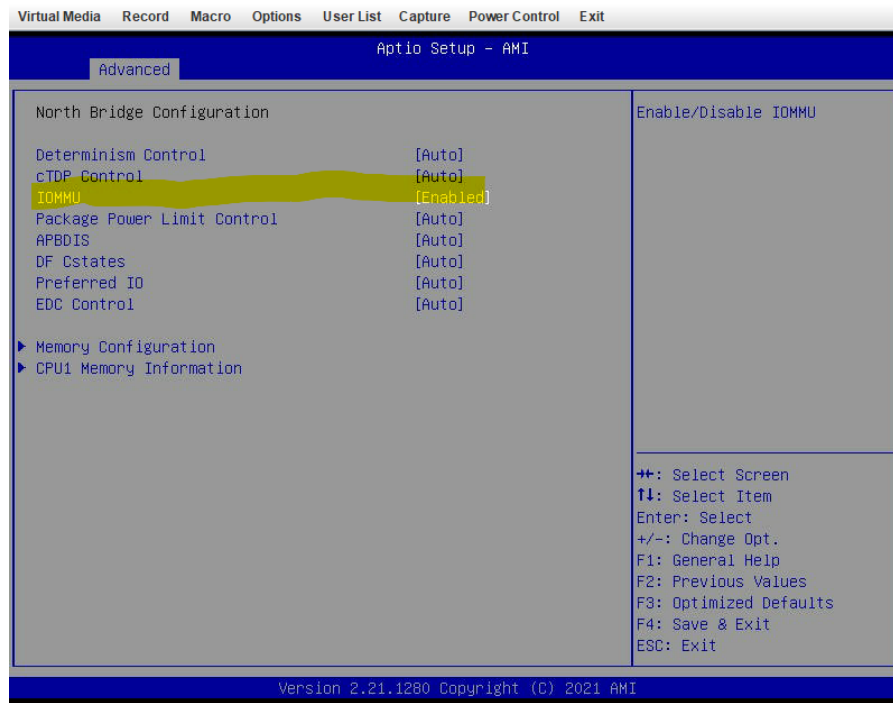 Virtual Media Record Macro Options User List Capture Power Control Exit
Aptio Setup - AMI
Advanced
North Bridge Configuration
Determinism Control [Auto]
cTDP Control [Auto]
IOMMU [Enabled]
Package Power Limit Control [Auto]
APBDIS [Auto]
DF Cstates [Auto]
Preferred IO [Auto]
EDC Control [Auto]
Memory Configuration
CPU1 Memory Information
Enable/Disable IOMMU
→←: Select Screen
↑↓: Select Item
Enter: Select
+/-: Change Opt.
F1: General Help
F2: Previous Values
F3: Optimized Defaults
F4: Save & Exit
ESC: Exit
Version 2.21.1280 Copyright (C) 2021 AMI